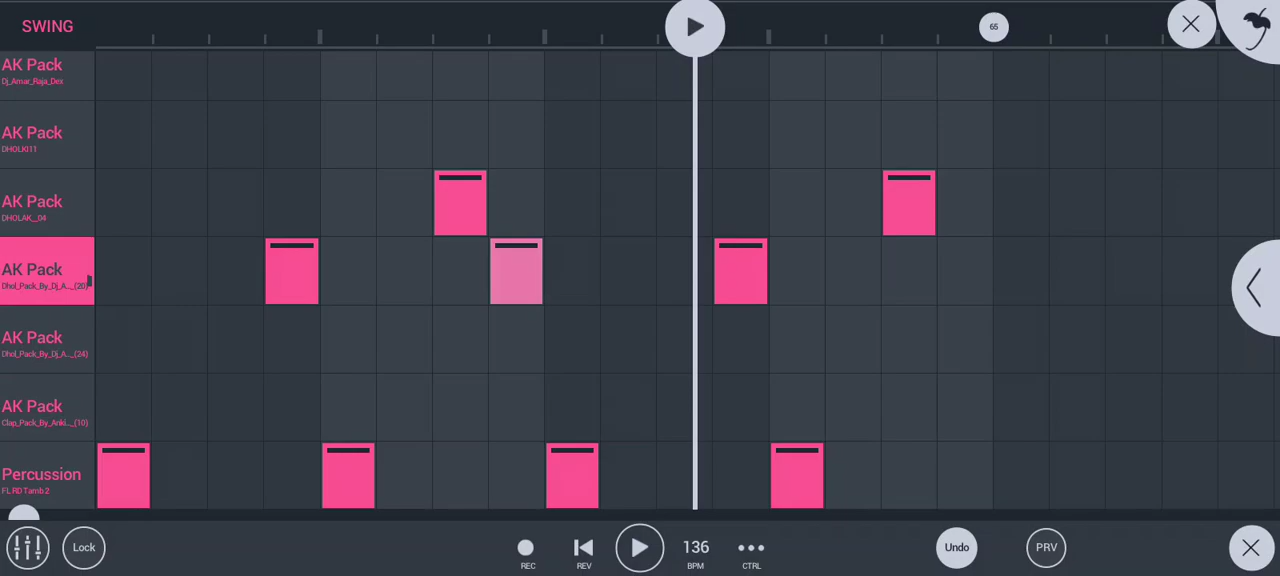 SWING
65
AK Pack
Dj_Amar_Raja_Dex
AK Pack
DHOLKI11
AK Pack
DHOLAK__04
AK Pack
Dhol_Pack_By_Dj_A..._(20)
AK Pack
Dhol_Pack_By_Dj_A..._(24)
AK Pack
Clap_Pack_By_Anki..._(10)
Percussion
FL RD Tamb 2
Lock
136
Undo
PRV
REC
REV
BPM
CTRL